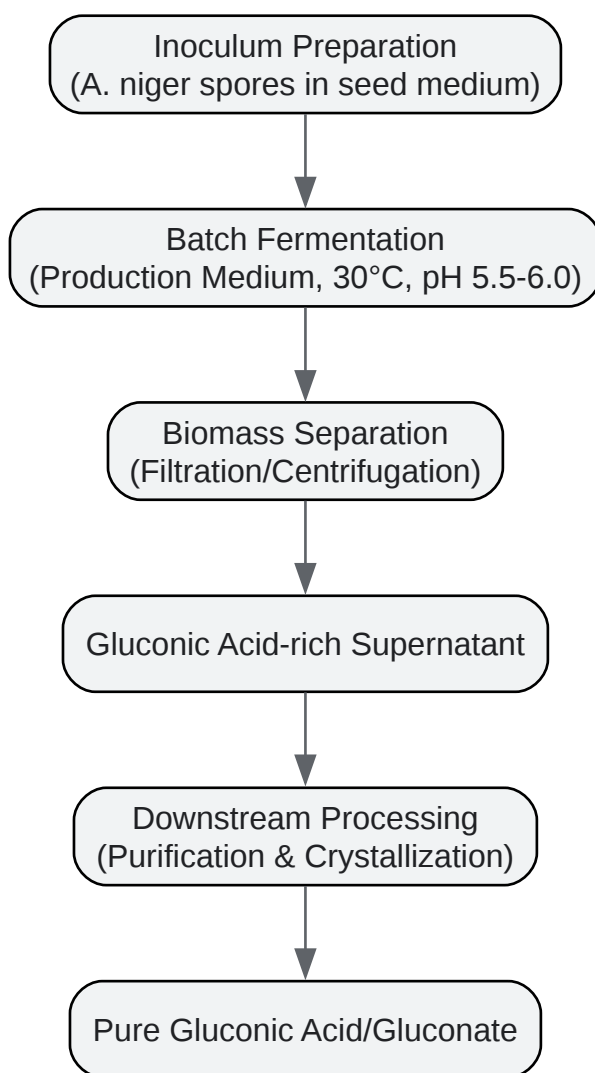 Inoculum Preparation
(A. niger spores in seed medium)
Batch Fermentation
(Production Medium, 30°C, pH 5.5-6.0)
Biomass Separation
(Filtration/Centrifugation)
Gluconic Acid-rich Supernatant
Downstream Processing
(Purification & Crystallization)
Pure Gluconic Acid/Gluconate